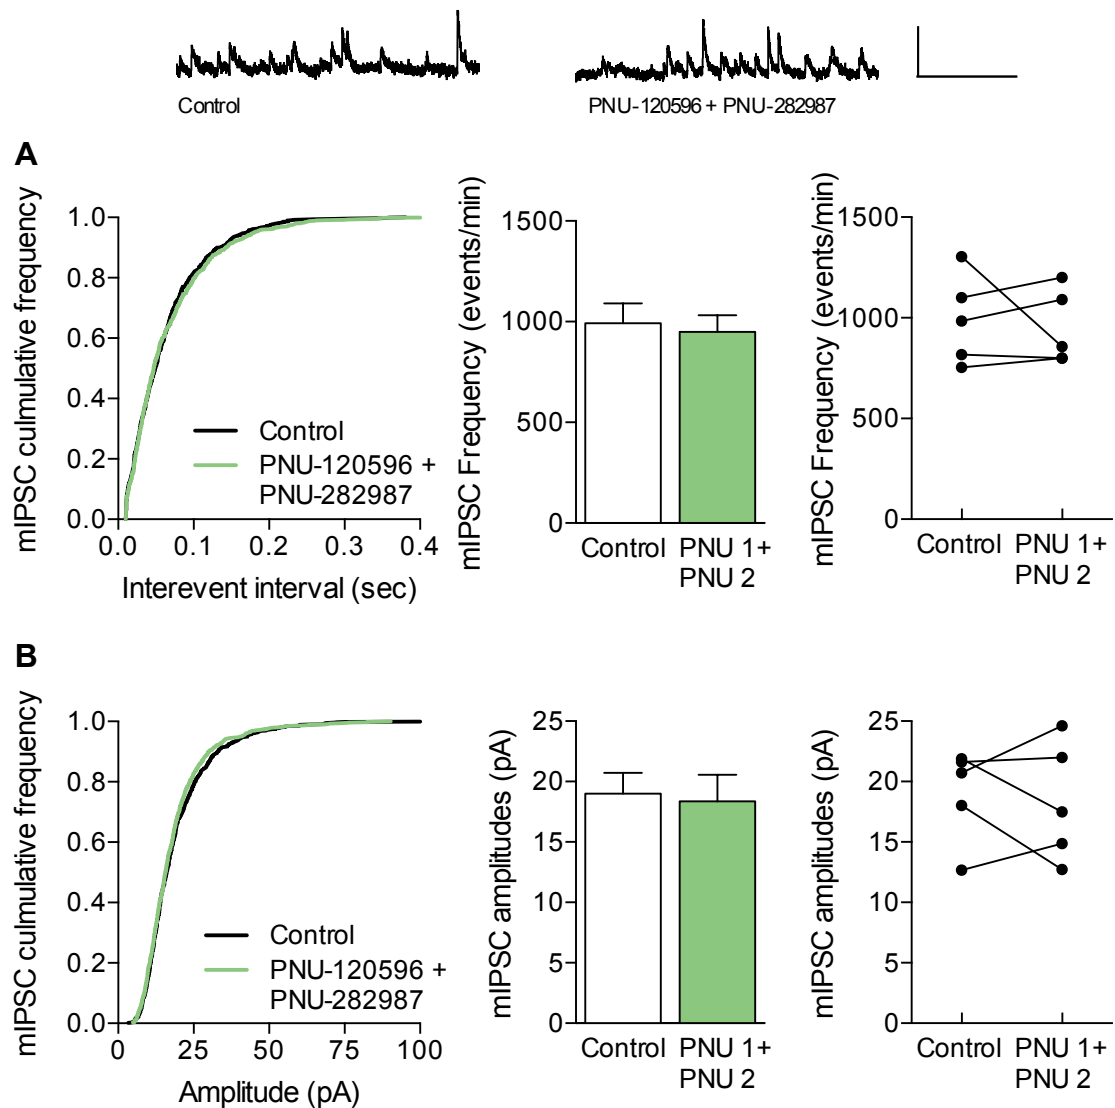 Control
PNU-120596 + PNU-282987
A
mIPSC culmulative frequency
1.0
0.8
0.6
0.4
0.2
0.0
0.0 0.1 0.2 0.3 0.4
Interevent interval (sec)
Control
PNU-120596 +
PNU-282987
mIPSC Frequency (events/min)
1500
1000
500
0
Control PNU 1+
PNU 2
mIPSC Frequency (events/min)
1500
1000
500
0
Control PNU 1+
PNU 2
B
mIPSC culmulative frequency
1.0
0.8
0.6
0.4
0.2
0.0
0 25 50 75 100
Amplitude (pA)
Control
PNU-120596 +
PNU-282987
mIPSC amplitudes (pA)
25
20
15
10
5
0
Control PNU 1+
PNU 2
mIPSC amplitudes (pA)
25
20
15
10
5
0
Control PNU 1+
PNU 2